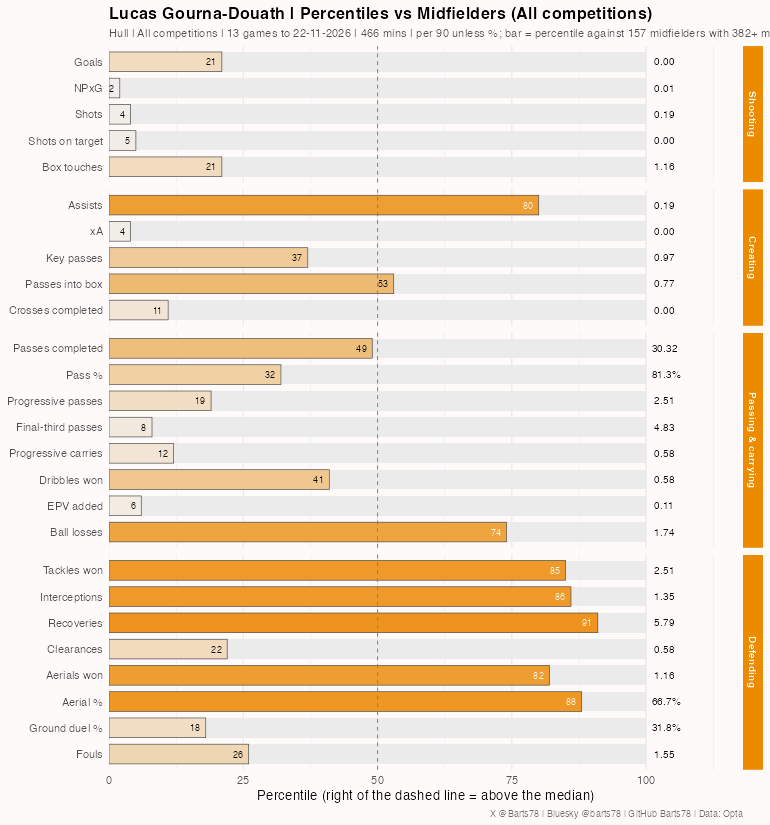 Lucas Gourna-Douath | Percentiles vs Midfielders (All competitions)
Hull | All competitions | 13 games to 22-11-2026 | 466 mins | per 90 unless %; bar = percentile against 157 midfielders with 382+ m
Goals 21 0.00
NPxG 2 0.01
Shots 4 0.19
Shots on target 5 0.00
Box touches 21 1.16
Shooting
Assists 80 0.19
xA 4 0.00
Key passes 37 0.97
Passes into box 53 0.77
Crosses completed 11 0.00
Creating
Passes completed 49 30.32
Pass % 32 81.3%
Progressive passes 19 2.51
Final-third passes 8 4.83
Progressive carries 12 0.58
Dribbles won 41 0.58
EPV added 6 0.11
Ball losses 74 1.74
Passing & carrying
Tackles won 85 2.51
Interceptions 86 1.35
Recoveries 91 5.79
Clearances 22 0.58
Aerials won 82 1.16
Aerial % 88 66.7%
Ground duel % 18 31.8%
Fouls 26 1.55
Defending
0 25 50 75 100
Percentile (right of the dashed line = above the median)
X @Barts78 | Bluesky @barts78 | GitHub Barts78 | Data: Opta